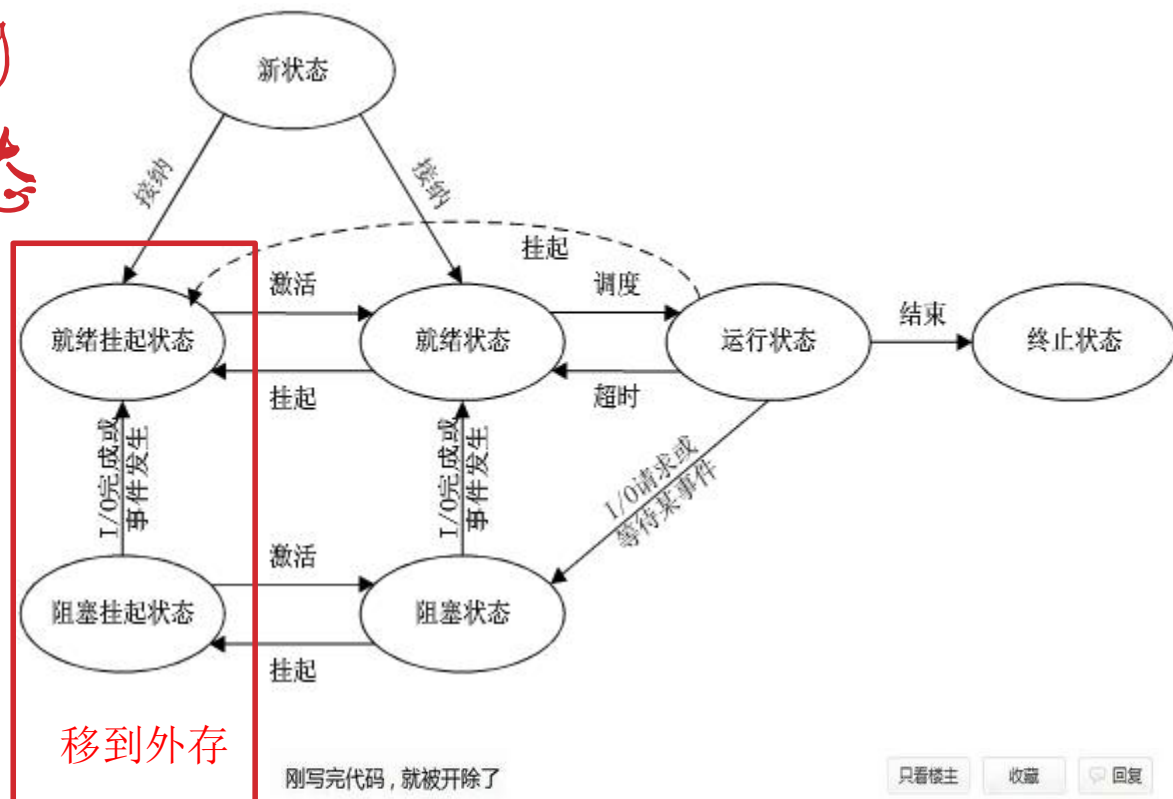 新状态
接纳
接纳
挂起
激活
调度
结束
就绪挂起状态
就绪状态
运行状态
终止状态
挂起
超时
I/O完成或
事件发生
I/O完成或
事件发生
I/O请求或
等待某事件
激活
阻塞挂起状态
阻塞状态
挂起
移到外存
刚写完代码，就被开除了
只看楼主
收藏
回复